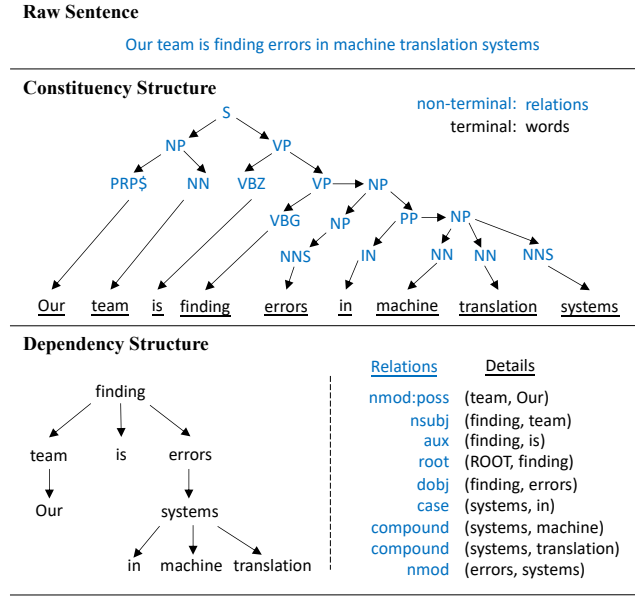 Raw Sentence
Our team is finding errors in machine translation systems
Constituency Structure
non-terminal: relations
terminal: words
S
NP VP
PRP$ NN VBZ VP NP
VBG NP PP NP
NNS IN NN NN NNS
Our team is finding errors in machine translation systems
Dependency Structure
finding
team is errors
Our systems
in machine translation
Relations Details
nmod:poss (team, Our)
nsubj (finding, team)
aux (finding, is)
root (ROOT, finding)
dobj (finding, errors)
case (systems, in)
compound (systems, machine)
compound (systems, translation)
nmod (errors, systems)